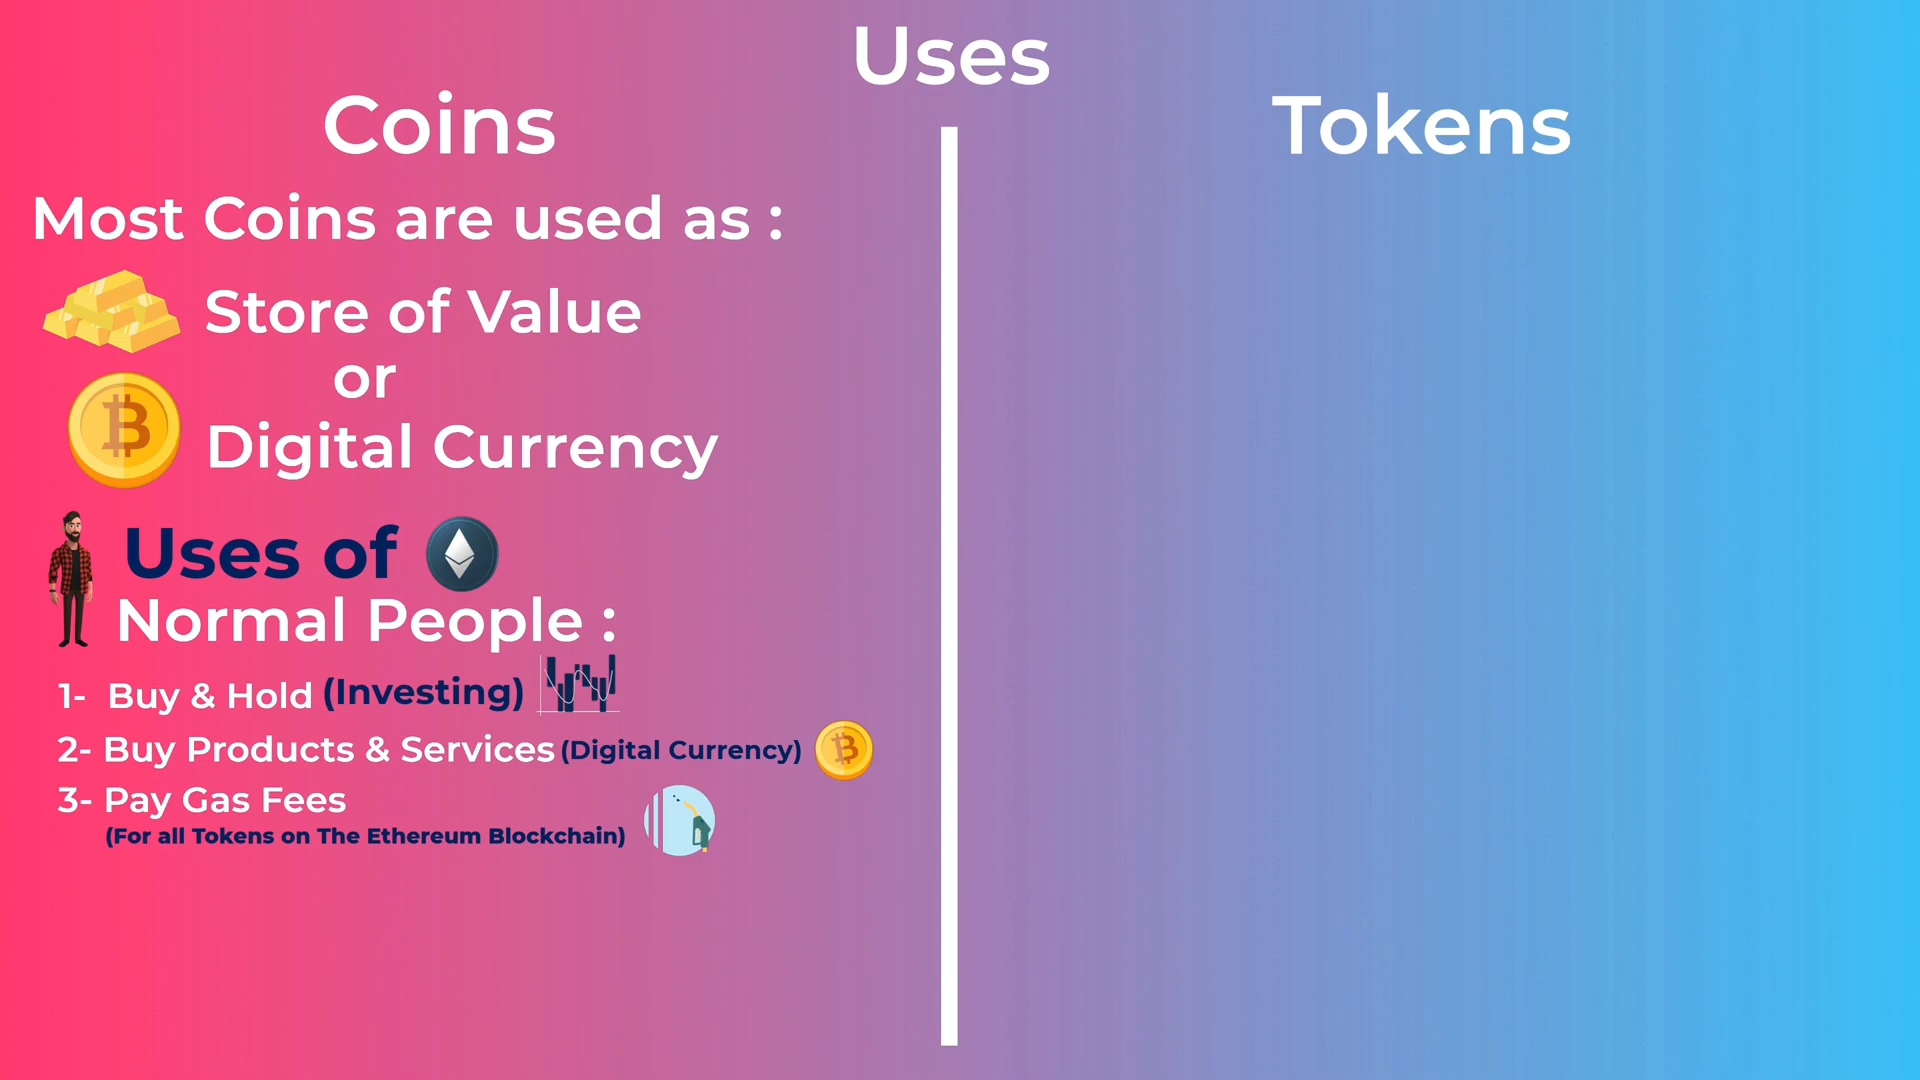 Uses
Coins
Most Coins are used as :
Store of Value
or
Digital Currency
Uses of
Normal People :
1- Buy & Hold (Investing)
2- Buy Products & Services (Digital Currency)
3- Pay Gas Fees
(For all Tokens on The Ethereum Blockchain)
Tokens